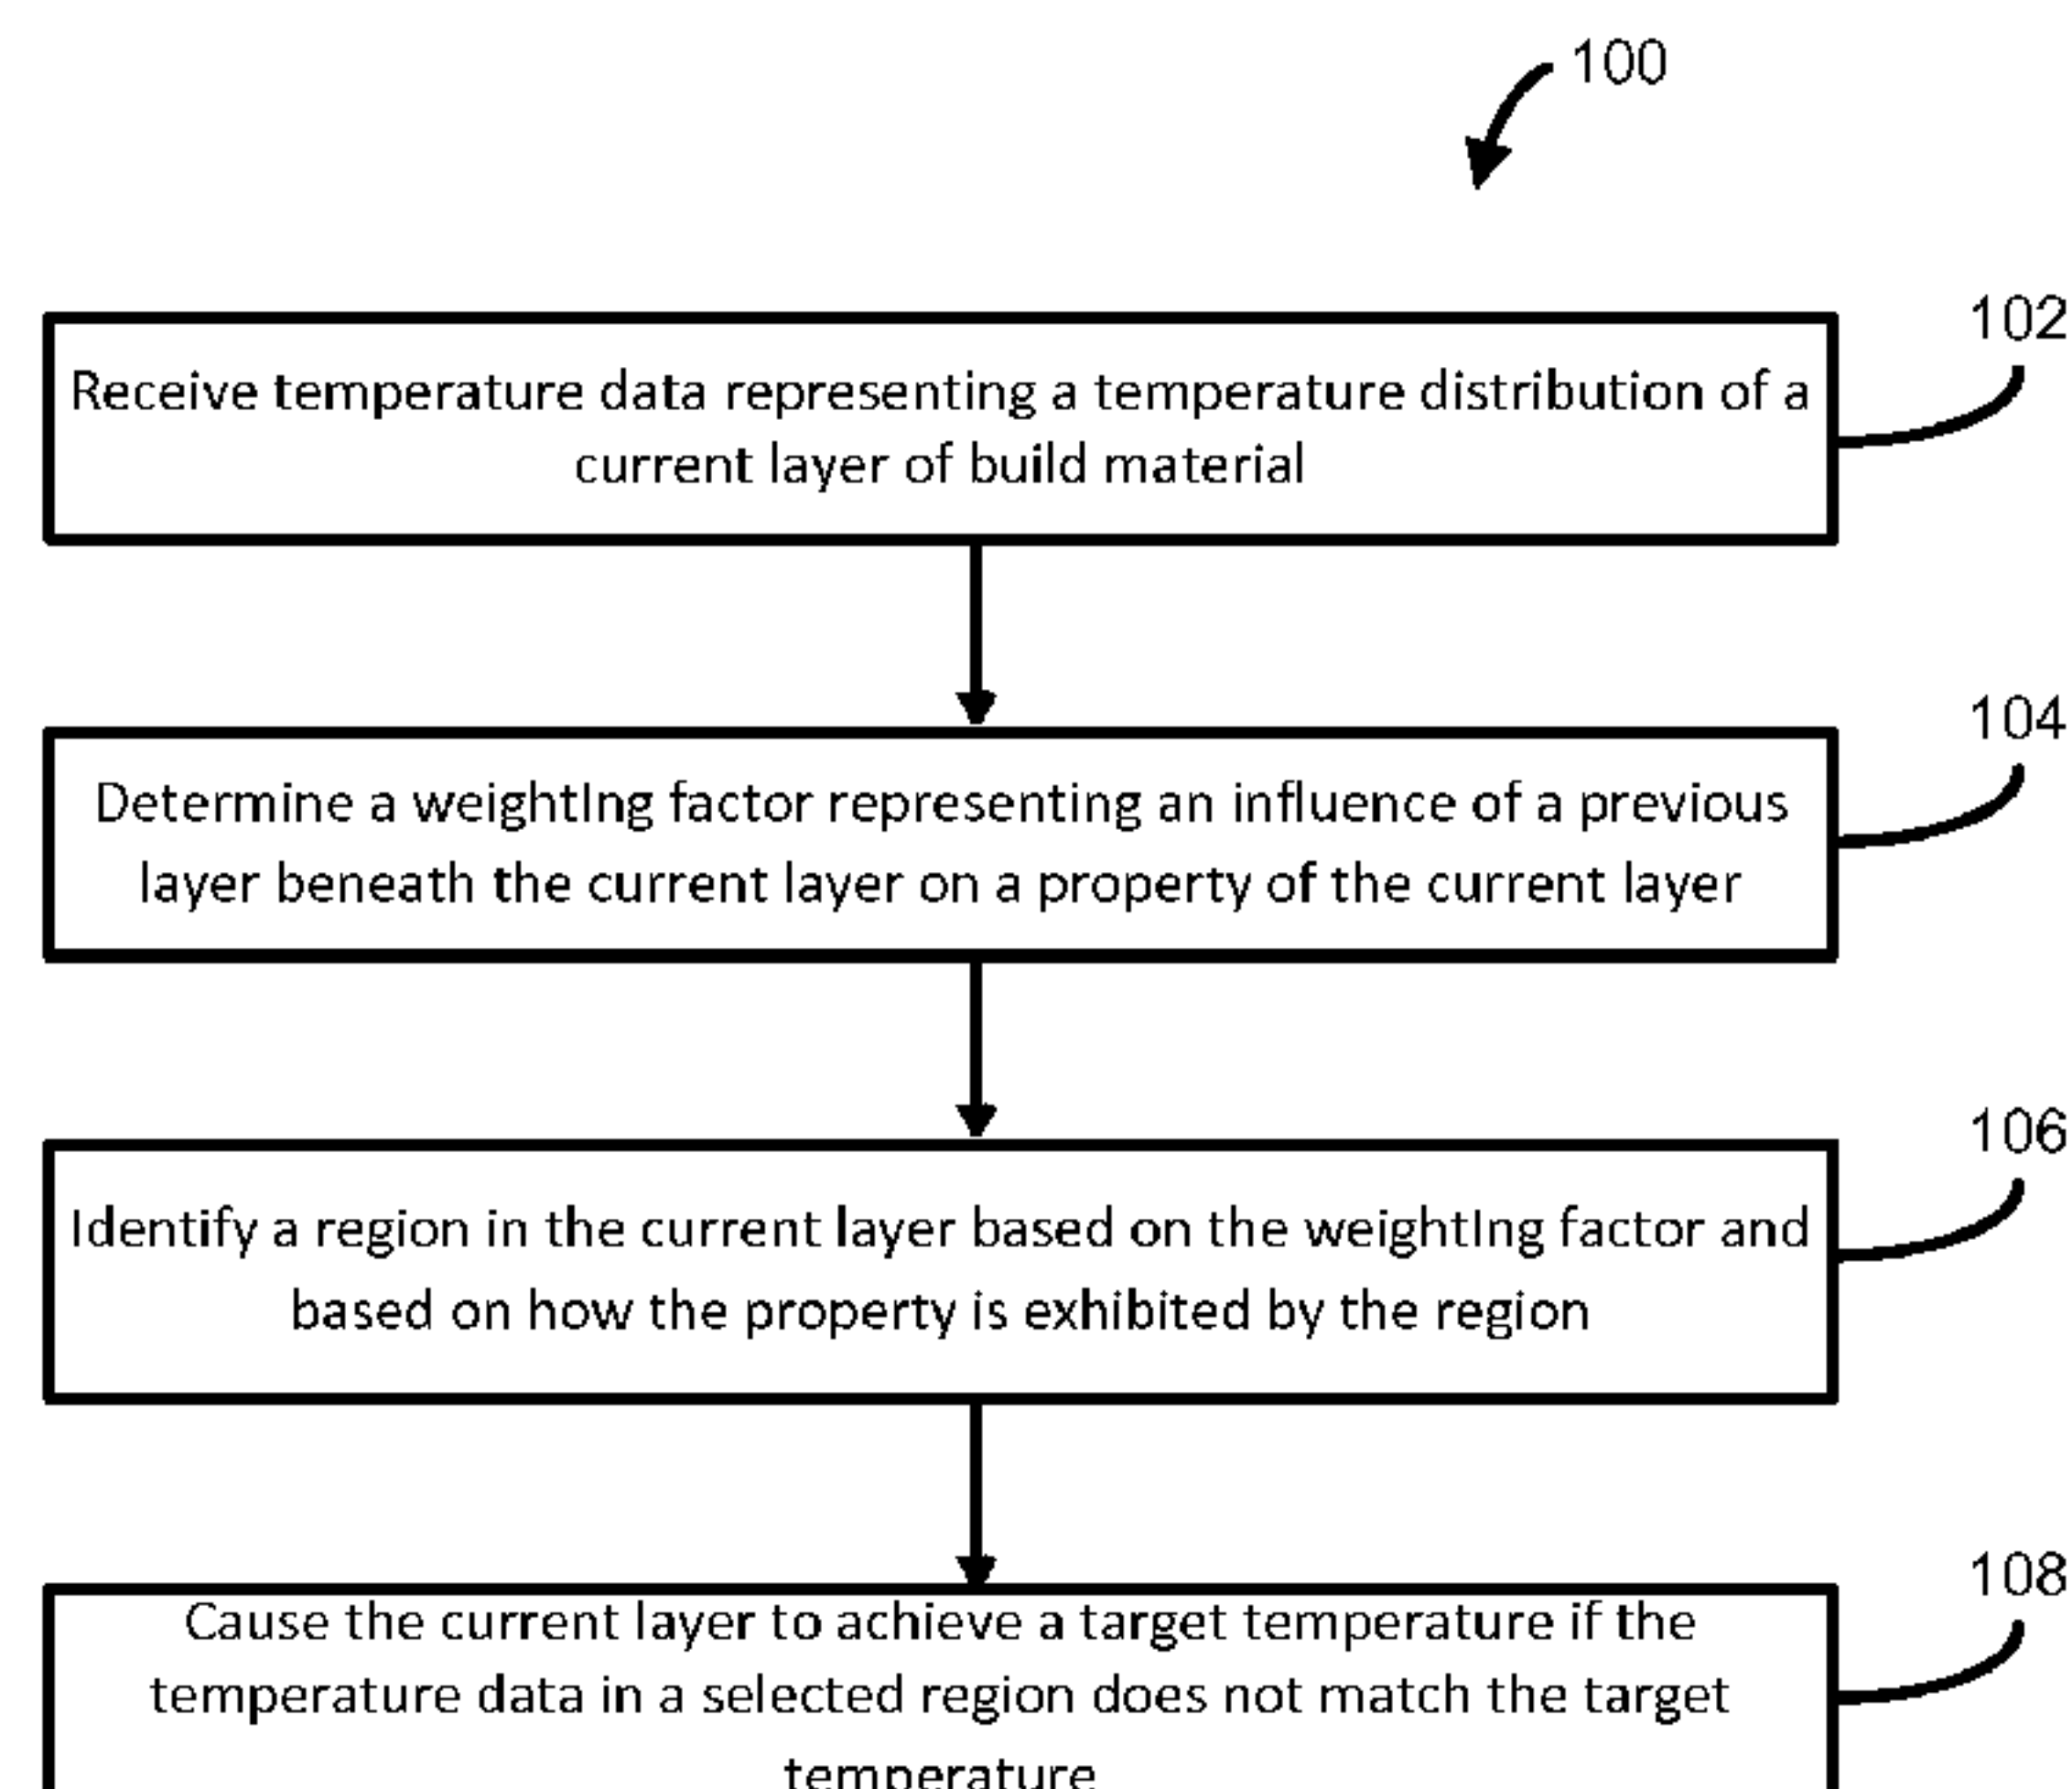 100
102
Receive temperature data representing a temperature distribution of a
current layer of build material
104
Determine a weightIng factor representing an influence of a previous
layer beneath the current layer on a property of the current layer
106
Identify a region in the current layer based on the weightIng factor and
based on how the property is exhibited by the region
108
Cause the current layer to achieve a target temperature if the
temperature data in a selected region does not match the target
temperature